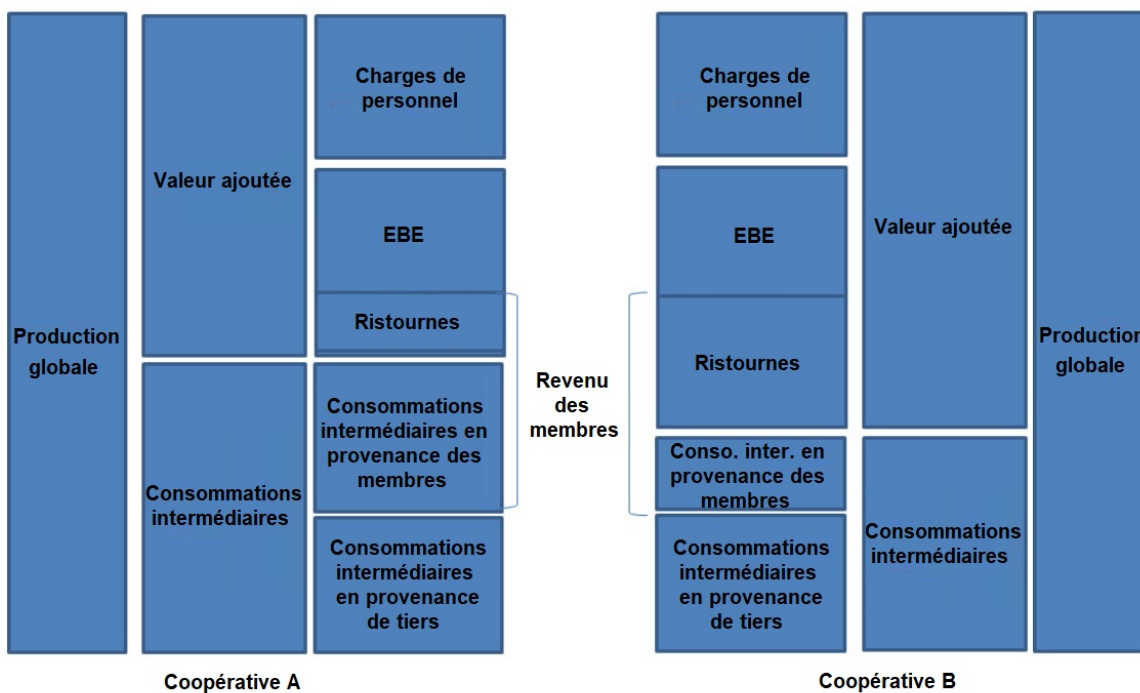 Production
globale
Valeur ajoutée
Consommations
intermédiaires
Charges de
personnel
EBE
Ristournes
Consommations
intermédiaires en
provenance des
membres
Consommations
intermédiaires
en provenance
de tiers
Coopérative A
Revenu
des
membres
Charges de
personnel
EBE
Ristournes
Conso. inter. en
provenance des
membres
Consommations
intermédiaires
en provenance
de tiers
Valeur ajoutée
Consommations
intermédiaires
Production
globale
Coopérative B